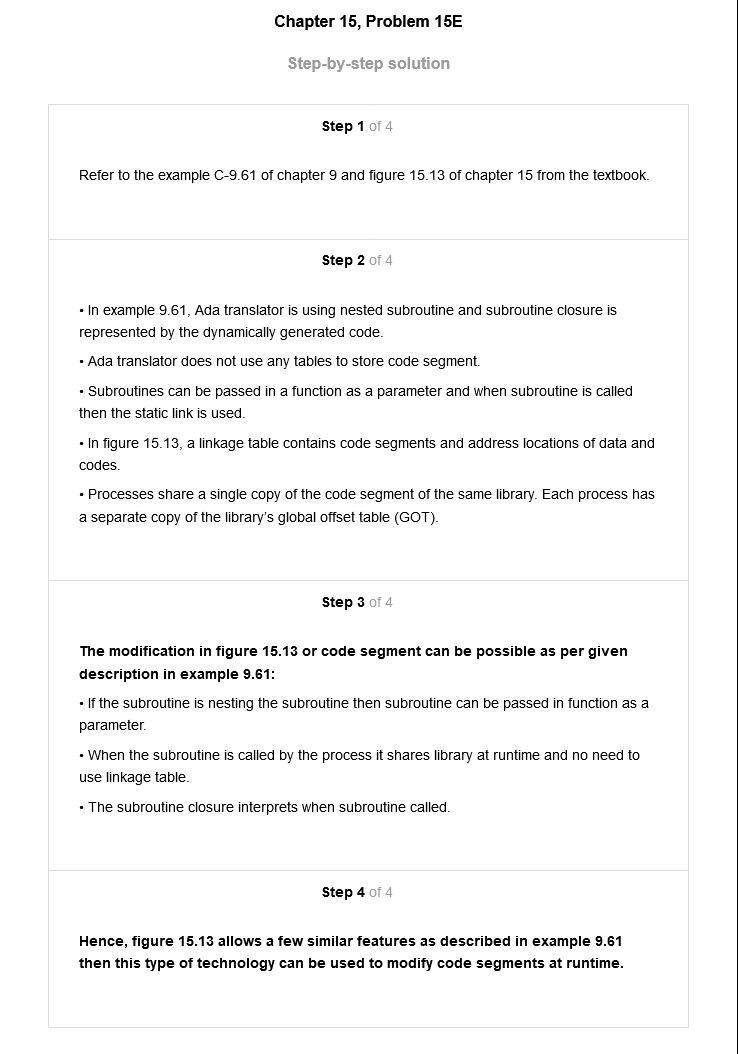 Chapter 15, Problem 15E
Step-by-step solution
Step 1 of 4
Refer to the example C-9.61 of chapter 9 and figure 15.13 of chapter 15 from the textbook.
Step 2 of 4
• In example 9.61, Ada translator is using nested subroutine and subroutine closure is
represented by the dynamically generated code.
• Ada translator does not use any tables to store code segment.
• Subroutines can be passed in a function as a parameter and when subroutine is called
then the static link is used.
• In figure 15.13, a linkage table contains code segments and address locations of data and
codes.
• Processes share a single copy of the code segment of the same library. Each process has
a separate copy of the library's global offset table (GOT).
Step 3 of 4
The modification in figure 15.13 or code segment can be possible as per given
description in example 9.61:
• If the subroutine is nesting the subroutine then subroutine can be passed in function as a
parameter.
• When the subroutine is called by the process it shares library at runtime and no need to
use linkage table.
• The subroutine closure interprets when subroutine called.
Step 4 of 4
Hence, figure 15.13 allows a few similar features as described in example 9.61
then this type of technology can be used to modify code segments at runtime.